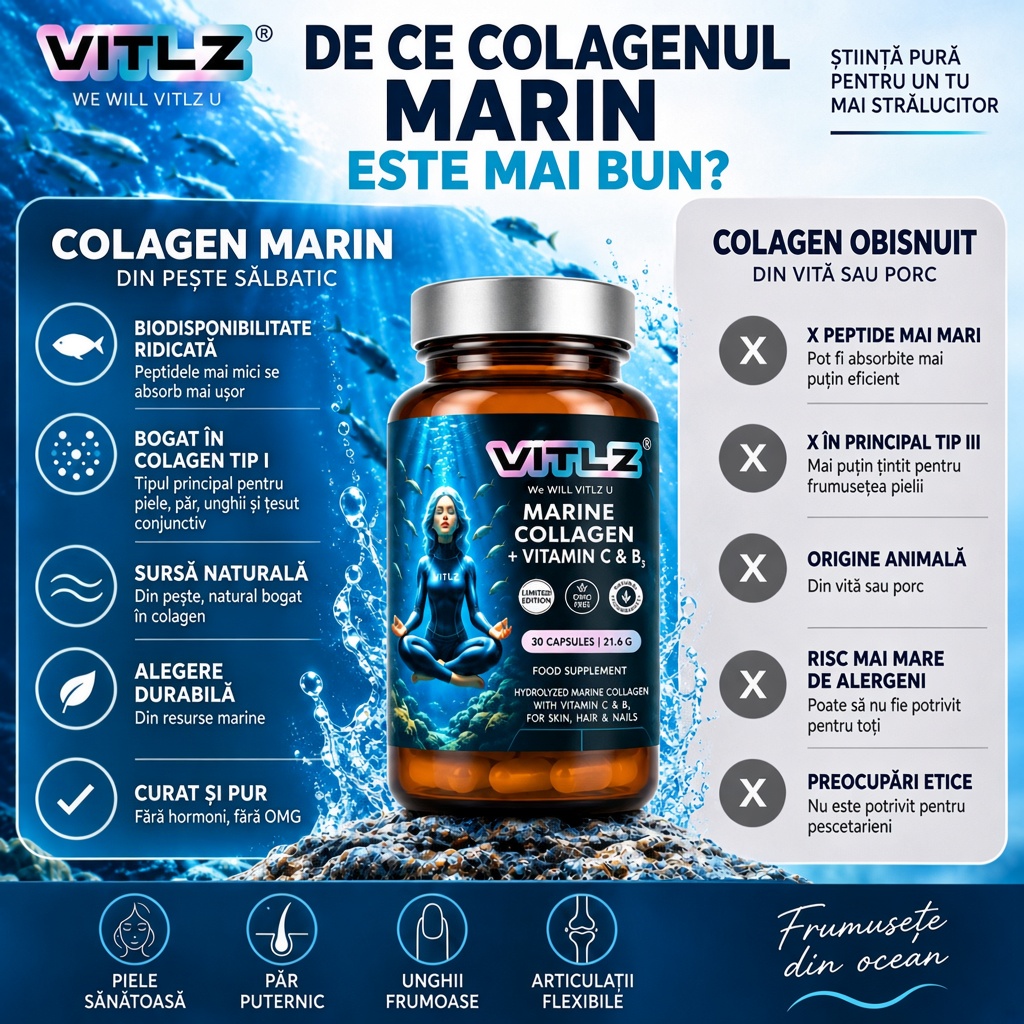 VITLZ®
WE WILL VITLZ U
DE CE COLAGENUL
MARIN
ESTE MAI BUN?
ȘTIINȚĂ PURĂ
PENTRU UN TU
MAI STRĂLUCITOR
COLAGEN MARIN
DIN PEȘTE SĂLBATIC
BIODISPONIBILITATE
RIDICATĂ
Peptidele mai mici se
absorb mai ușor
BOGAT ÎN
COLAGEN TIP I
Tipul principal pentru
piele, păr, unghii și țesut
conjunctiv
SURSĂ NATURALĂ
Din pește, natural bogat
în colagen
ALEGERE
DURABILĂ
Din resurse marine
CURAT ȘI PUR
Fără hormoni, fără OMG
VITLZ®
We WILL VITLZ U
MARINE
COLLAGEN
+ VITAMIN C & B₃
VITLZ
LIMITED
EDITION
FREE
30 CAPSULES | 21.6 G
FOOD SUPPLEMENT
HYDROLYZED MARINE COLLAGEN
WITH VITAMIN C & B,
FOR SKIN, HAIR & NAILS
COLAGEN OBISNUIT
DIN VITĂ SAU PORC
X
X PEPTIDE MAI MARI
Pot fi absorbite mai
puțin eficient
X
X ÎN PRINCIPAL TIP III
Mai puțin țintit pentru
frumusețea pielii
X
ORIGINE ANIMALĂ
Din vită sau porc
X
RISC MAI MARE
DE ALERGENI
Poate să nu fie potrivit
pentru toți
X
PREOCUPĂRI ETICE
Nu este potrivit pentru
pescetarieni
PIELE
SĂNĂTOASĂ
PĂR
PUTERNIC
UNGHII
FRUMOASE
ARTICULAȚII
FLEXIBILE
Frumusețe
din ocean